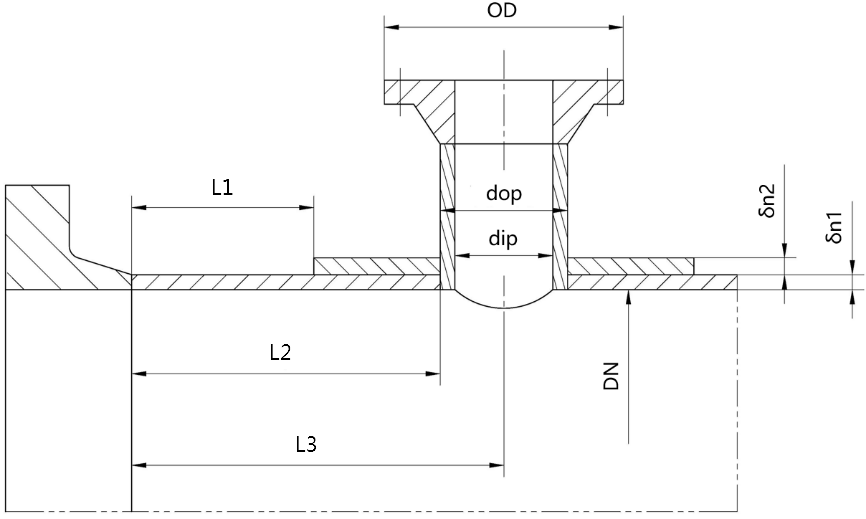 OD
L1
dop
δn2
δn1
dip
L2
DN
L3